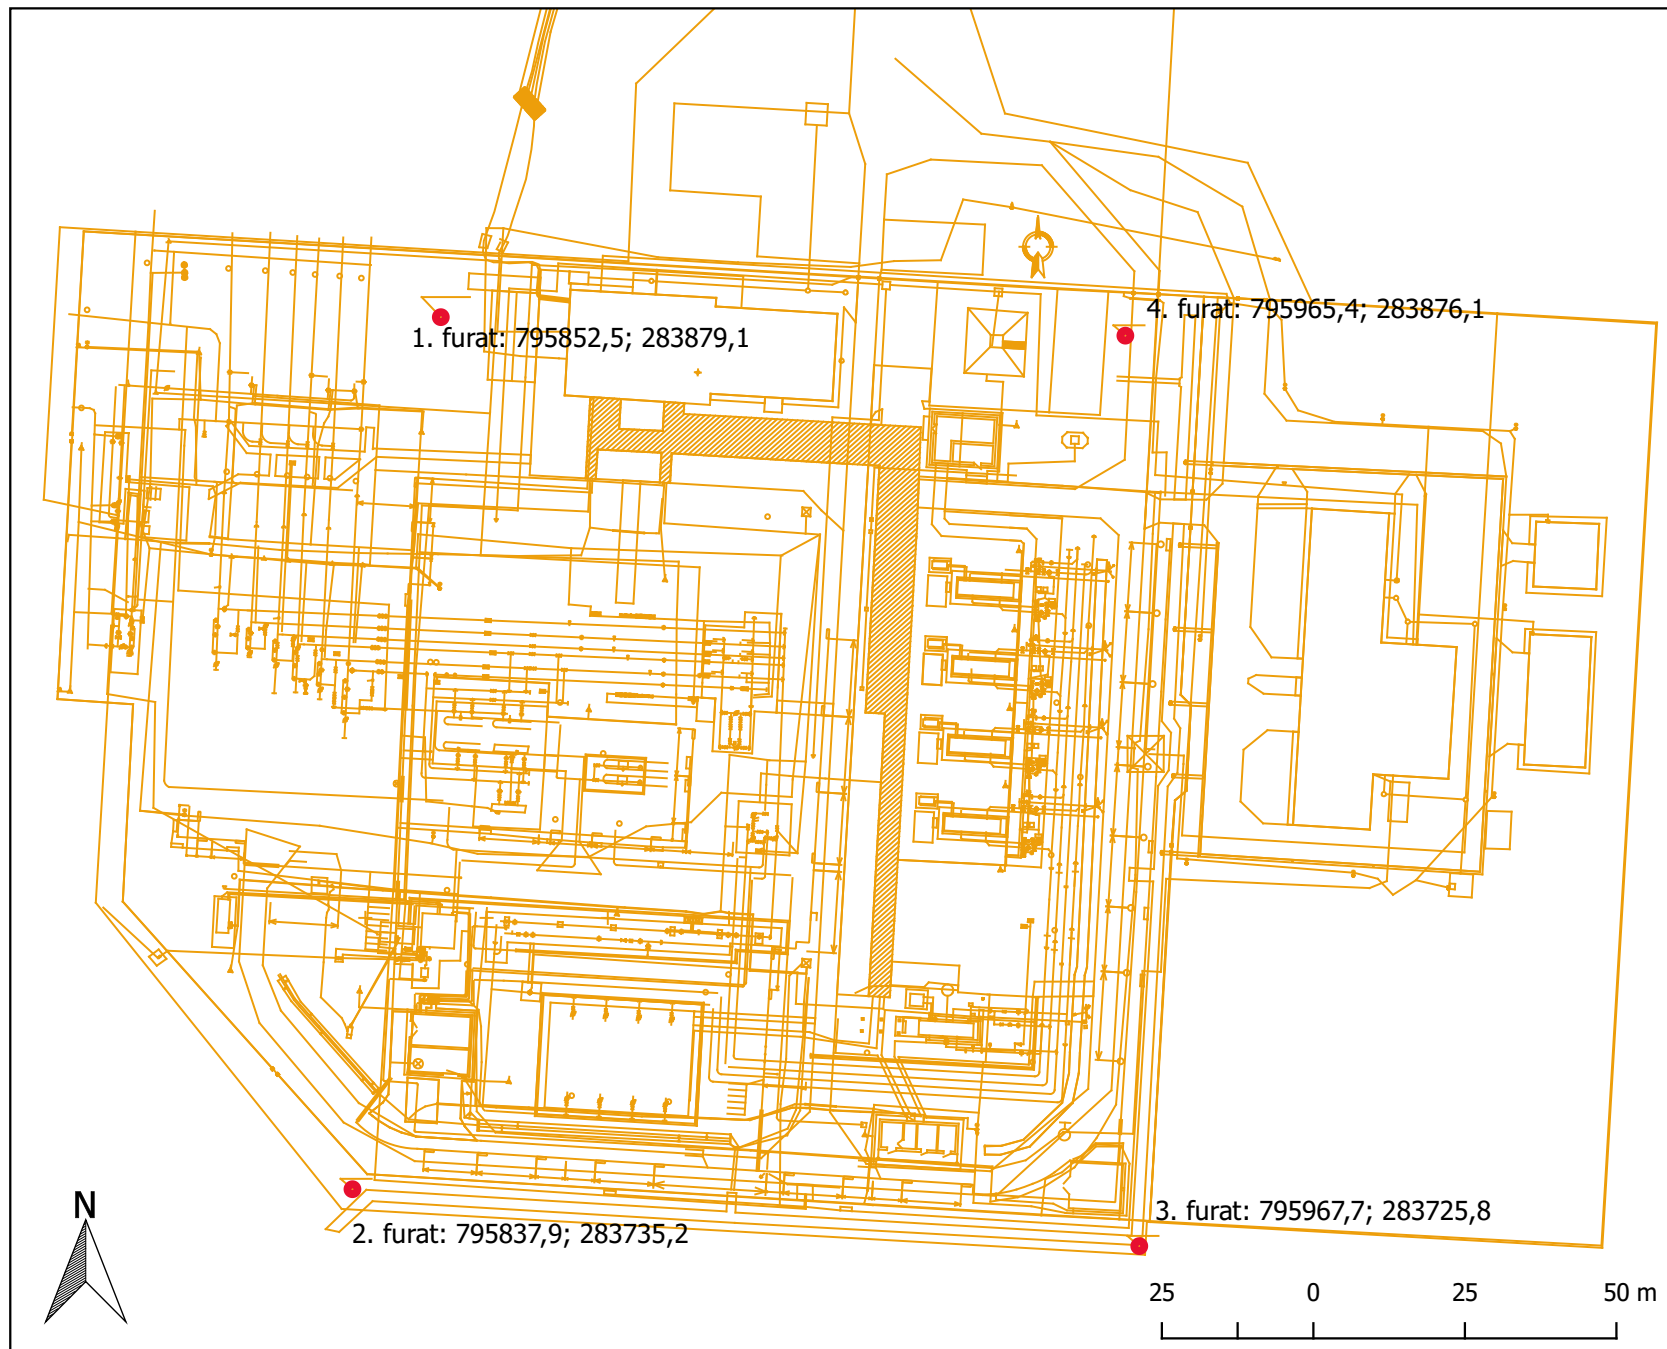 4. furat: 795965,4; 283876,1
1. furat: 795852,5; 283879,1
N
3. furat: 795967,7; 283725,8
2. furat: 795837,9; 283735,2
25 0 25 50 m